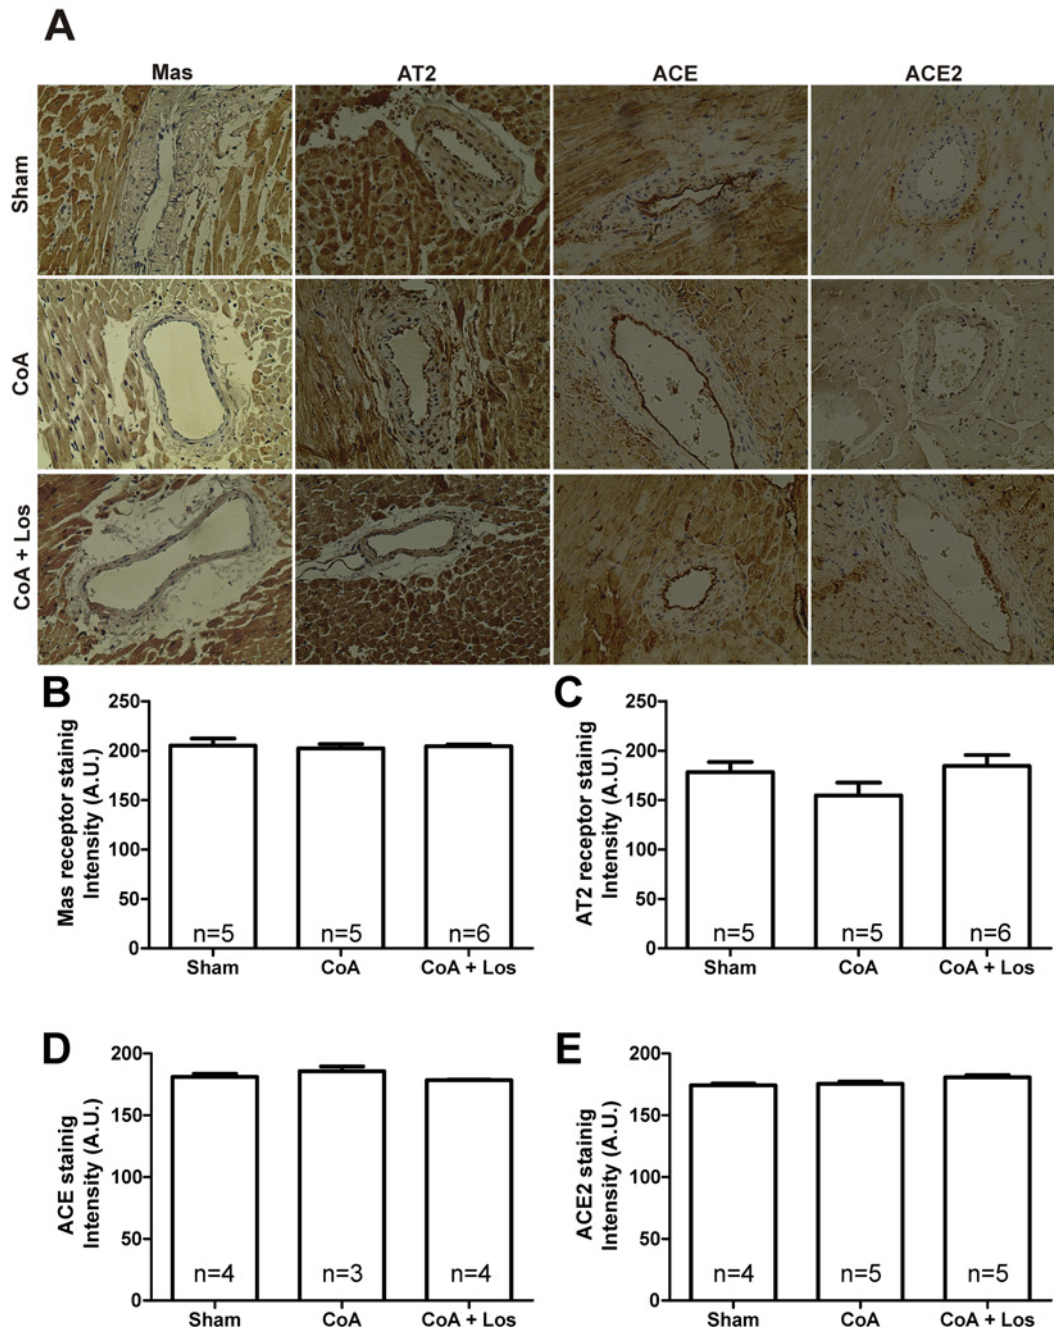 A
Mas AT2 ACE ACE2
Sham
CoA
CoA + Los
B
Mas receptor stainig
Intensity (A.U.)
250
200
150
100
50
0
n=5 n=5 n=6
Sham CoA CoA + Los
C
AT2 receptor staining
Intensity (A.U.)
250
200
150
100
50
0
n=5 n=5 n=6
Sham CoA CoA + Los
D
ACE stainig
Intensity (A.U.)
200
150
100
50
0
n=4 n=3 n=4
Sham CoA CoA + Los
E
ACE2 stainig
Intensity (A.U.)
200
150
100
50
0
n=4 n=5 n=5
Sham CoA CoA + Los